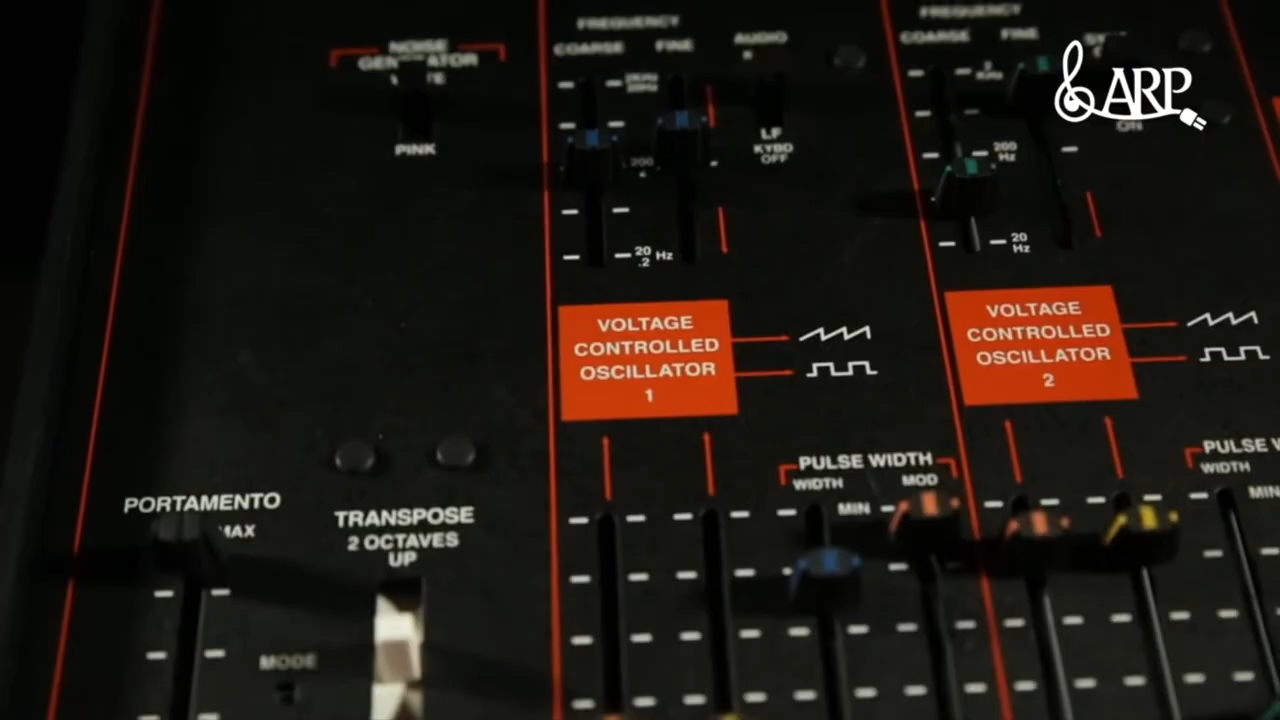 NOISE
GENERATOR
PINK
PORTAMENTO
MAX
TRANSPOSE
2 OCTAVES
UP
MODE
FREQUENCY
COARSE FINE
AUDIO
LF
KYBD
OFF
200
20
.2 Hz
VOLTAGE
CONTROLLED
OSCILLATOR
1
PULSE WIDTH
WIDTH MOD
MIN
FREQUENCY
COARSE FINE
ON
200
Hz
20
Hz
VOLTAGE
CONTROLLED
OSCILLATOR
2
PULSE W
WIDTH
MIN
ARP